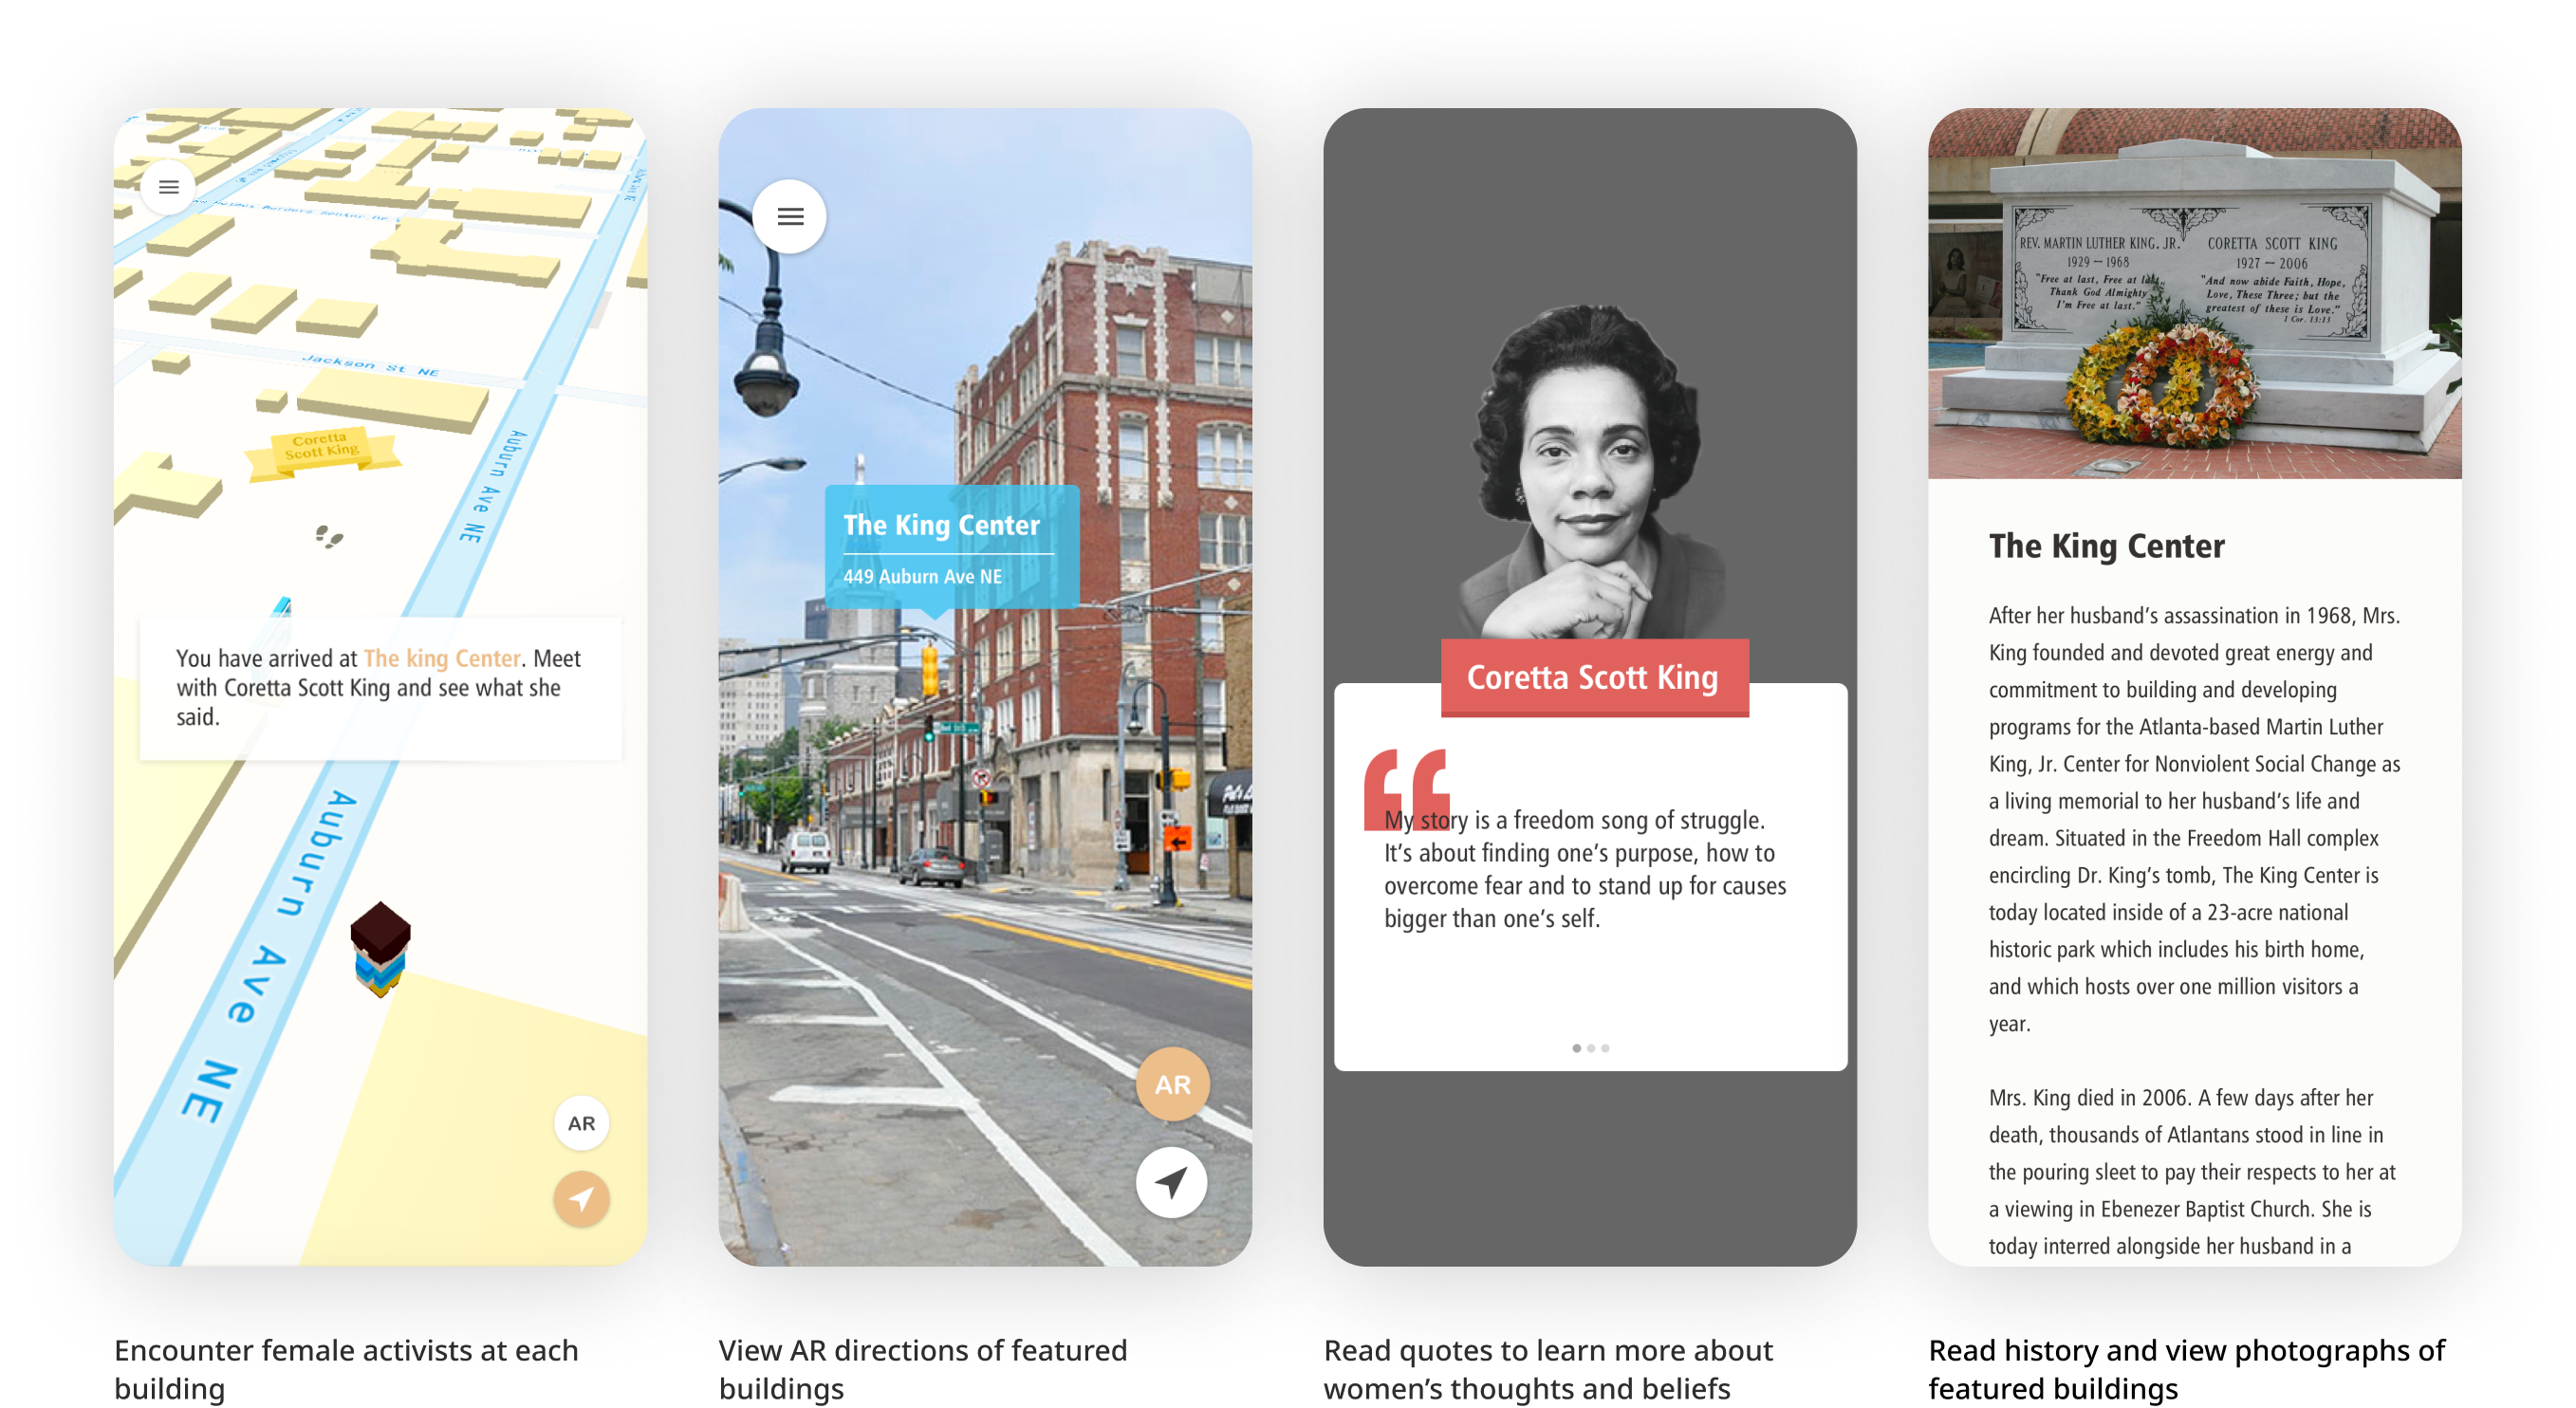 Jackson St NE
Coretta
Scott King
Auburn Ave NE
You have arrived at The king Center. Meet
with Coretta Scott King and see what she
said.
Auburn Ave NE
AR
Encounter female activists at each
building
The King Center
449 Auburn Ave NE
AR
View AR directions of featured
buildings
Coretta Scott King
“
My story is a freedom song of struggle.
It’s about finding one’s purpose, how to
overcome fear and to stand up for causes
bigger than one’s self.
Read quotes to learn more about
women’s thoughts and beliefs
REV. MARTIN LUTHER KING, JR.
1929 – 1968
"Free at last, Free at last,
Thank God Almighty
I'm Free at last."
CORETTA SCOTT KING
1927 – 2006
"And now abide Faith, Hope,
Love, These Three; but the
greatest of these is Love."
1 Cor. 13:13
The King Center
After her husband’s assassination in 1968, Mrs.
King founded and devoted great energy and
commitment to building and developing
programs for the Atlanta-based Martin Luther
King, Jr. Center for Nonviolent Social Change as
a living memorial to her husband’s life and
dream. Situated in the Freedom Hall complex
encircling Dr. King’s tomb, The King Center is
today located inside of a 23-acre national
historic park which includes his birth home,
and which hosts over one million visitors a
year.
Mrs. King died in 2006. A few days after her
death, thousands of Atlantans stood in line in
the pouring sleet to pay their respects to her at
a viewing in Ebenezer Baptist Church. She is
today interred alongside her husband in a
Read history and view photographs of
featured buildings